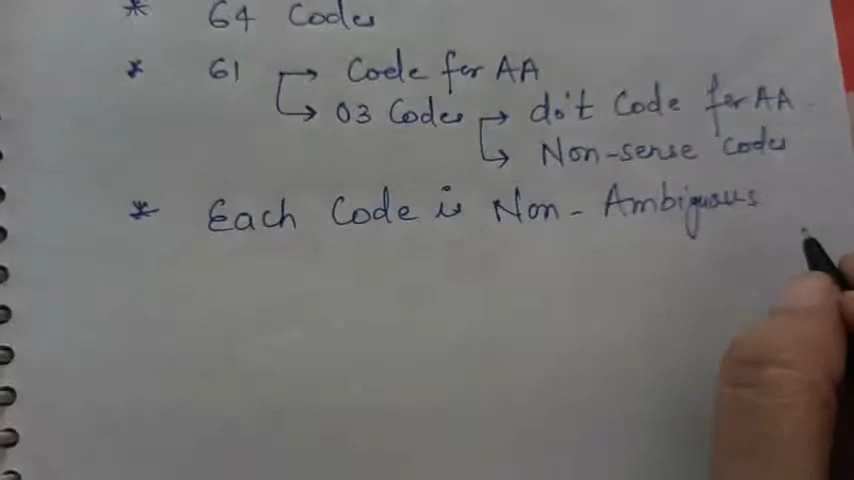 * 64 Codes
* 61 → Code for AA
→ 03 Codes → do't Code for AA
→ Non-sense codes
* Each Code is Non-Ambiguous